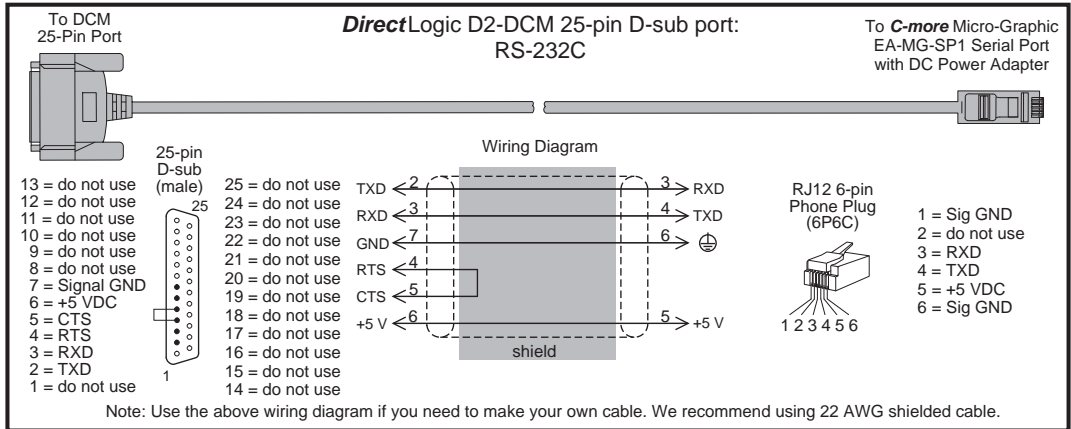 To DCM
25-Pin Port
DirectLogic D2-DCM 25-pin D-sub port:
RS-232C
To C-more Micro-Graphic
EA-MG-SP1 Serial Port
with DC Power Adapter
25-pin
D-sub
(male)
25
1
13 = do not use
12 = do not use
11 = do not use
10 = do not use
9 = do not use
8 = do not use
7 = Signal GND
6 = +5 VDC
5 = CTS
4 = RTS
3 = RXD
2 = TXD
1 = do not use
25 = do not use
24 = do not use
23 = do not use
22 = do not use
21 = do not use
20 = do not use
19 = do not use
18 = do not use
17 = do not use
16 = do not use
15 = do not use
14 = do not use
Wiring Diagram
TXD 2 3 RXD
RXD 3 4 TXD
GND 7 6
RTS 4
CTS 5
+5 V 6 5 +5 V
shield
RJ12 6-pin
Phone Plug
(6P6C)
1 2 3 4 5 6
1 = Sig GND
2 = do not use
3 = RXD
4 = TXD
5 = +5 VDC
6 = Sig GND
Note: Use the above wiring diagram if you need to make your own cable. We recommend using 22 AWG shielded cable.